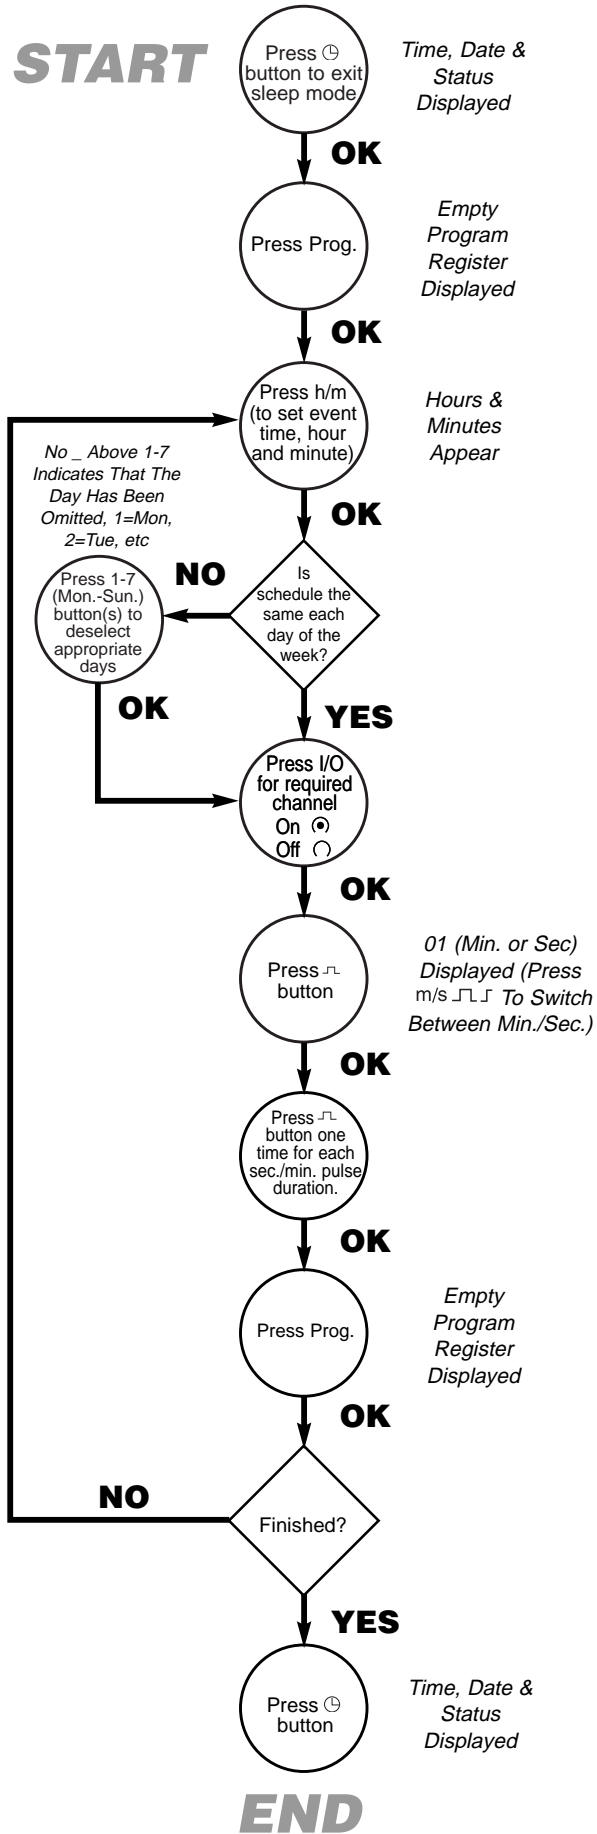 START
Press
button to exit
sleep mode
Time, Date &
Status
Displayed
OK
Press Prog.
Empty
Program
Register
Displayed
OK
Press h/m
(to set event
time, hour
and minute)
Hours &
Minutes
Appear
OK
No _ Above 1-7
Indicates That The
Day Has Been
Omitted, 1=Mon,
2=Tue, etc
NO
Is
schedule the
same each
day of the
week?
Press 1-7
(Mon.-Sun.)
button(s) to
deselect
appropriate
days
OK
YES
Press I/O
for required
channel
On
Off
OK
Press
button
01 (Min. or Sec)
Displayed (Press
m/s To Switch
Between Min./Sec.)
OK
Press
button one
time for each
sec./min. pulse
duration.
OK
Press Prog.
Empty
Program
Register
Displayed
OK
NO
Finished?
YES
Press
button
Time, Date &
Status
Displayed
END